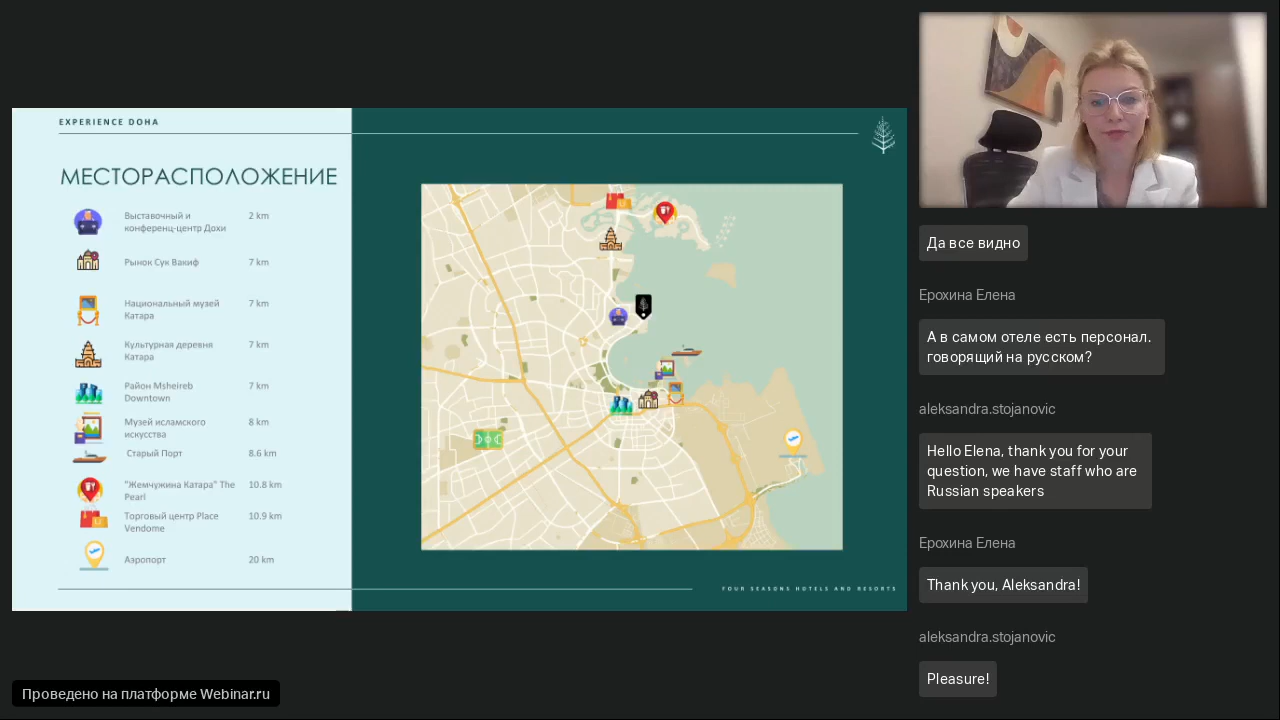 EXPERIENCE DOHA
МЕСТОРАСПОЛОЖЕНИЕ
Выставочный и 2 km
конференц-центр Дохи
Рынок Сук Вакиф 7 km
Национальный музей 7 km
Катара
Культурная деревня 7 km
Катара
Район Msheireb 7 km
Downtown
Музей исламского 8 km
искусства
Старый Порт 8.6 km
"Жемчужина Катара" The 10.8 km
Pearl
Торговый центр Place 10.9 km
Vendome
Аэропорт 20 km
FOUR SEASONS HOTELS AND RESORTS
Проведено на платформе Webinar.ru
Да все видно
Ерохина Елена
А в самом отеле есть персонал.
говорящий на русском?
aleksandra.stojanovic
Hello Elena, thank you for your
question, we have staff who are
Russian speakers
Ерохина Елена
Thank you, Aleksandra!
aleksandra.stojanovic
Pleasure!